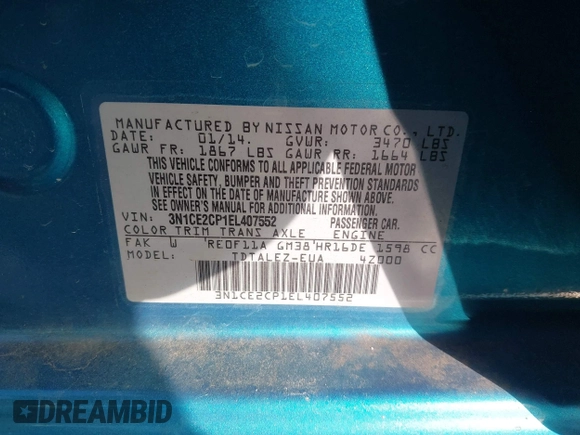 MANUFACTURED BY NISSAN MOTOR CO., LTD.
DATE: 01/14. GVWR: 3470 LBS
GAWR FR: 1867 LBS GAWR RR: 1664 LBS
THIS VEHICLE CONFORMS TO ALL APPLICABLE FEDERAL MOTOR
VEHICLE SAFETY, BUMPER AND THEFT PREVENTION STANDARDS
IN EFFECT ON THE DATE OF MANUFACTURE SHOWN ABOVE.
SEE OWNER'S MANUAL FOR ADDITIONAL INFORMATION.
VIN: 3N1CE2CP1EL407552 PASSENGER CAR.
COLOR TRIM TRANS AXLE ENGINE
FAK W RE0F11A GM38 HR16DE 1598 CC
MODEL: TDTALEZ-EUA 4Z000
3N1CE2CP1EL407552
DREAMBID